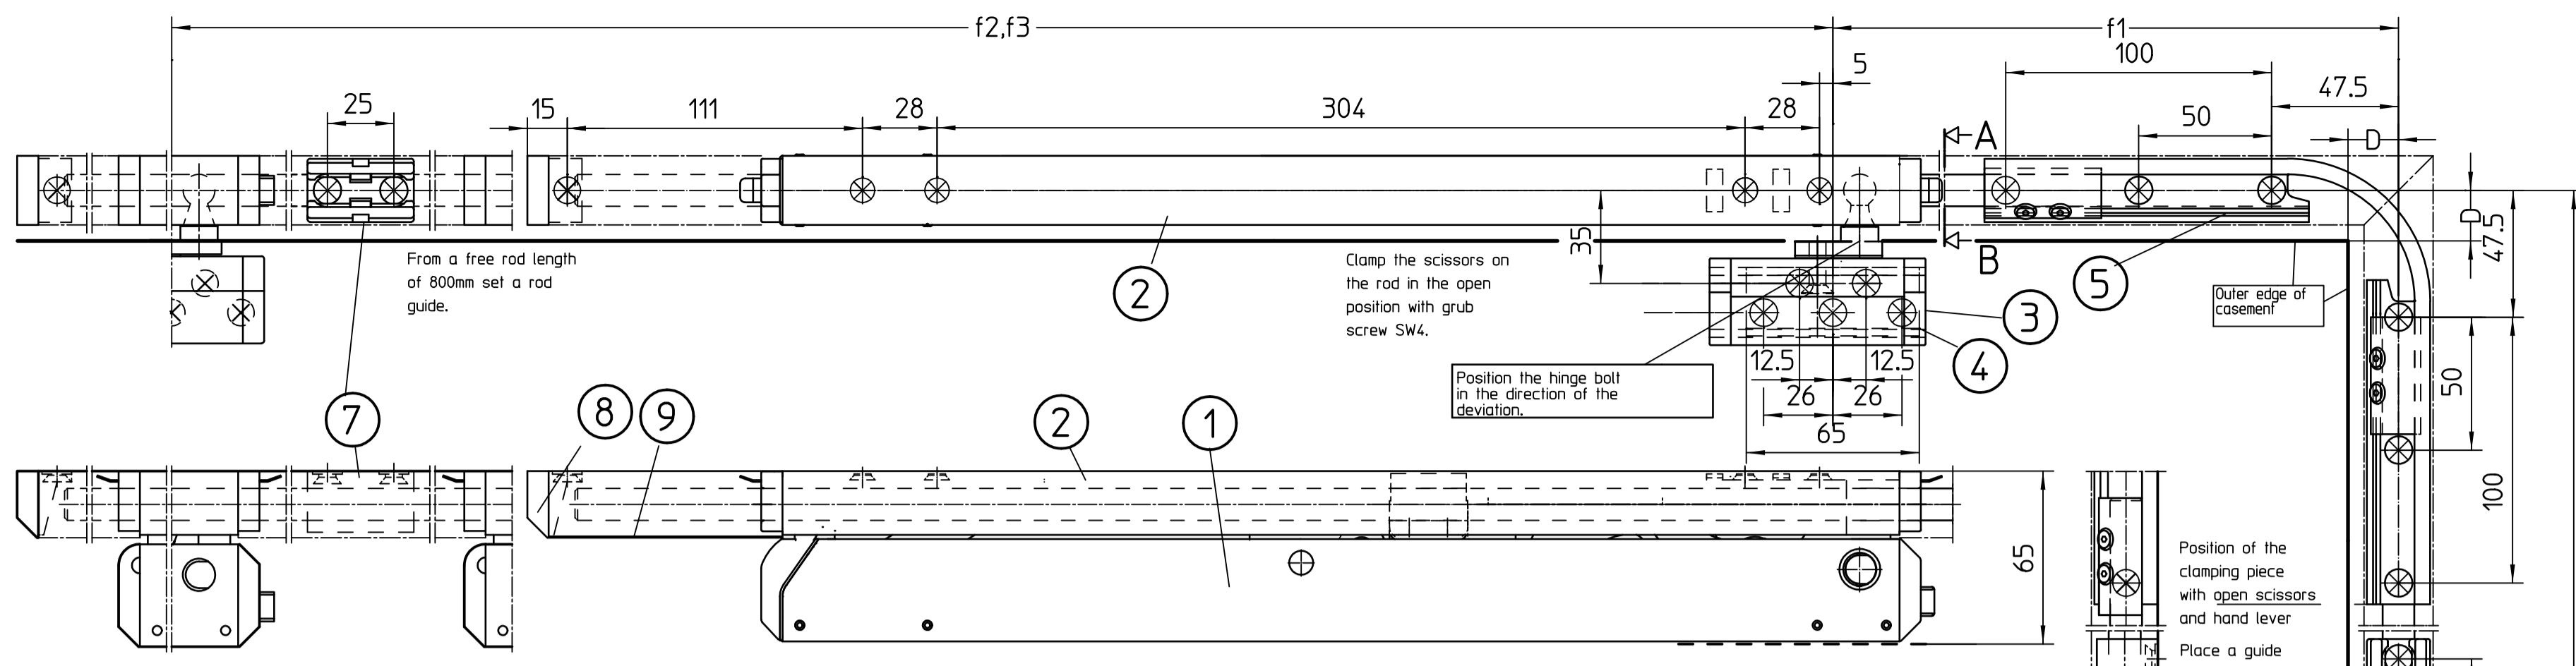 f2,f3
f1
5
100
47.5
25
15
111
28
304
28
50
D
A
D
47.5
35
B
From a free rod length
of 800mm set a rod
guide.
2
Clamp the scissors on
the rod in the open
position with grub
screw SW4.
5
Outer edge of
casement
3
12.5
12.5
4
Position the hinge bolt
in the direction of the
deviation.
26
26
65
50
7
8
9
2
1
100
65
Position of the
clamping piece
with open scissors
and hand lever
Place a guide